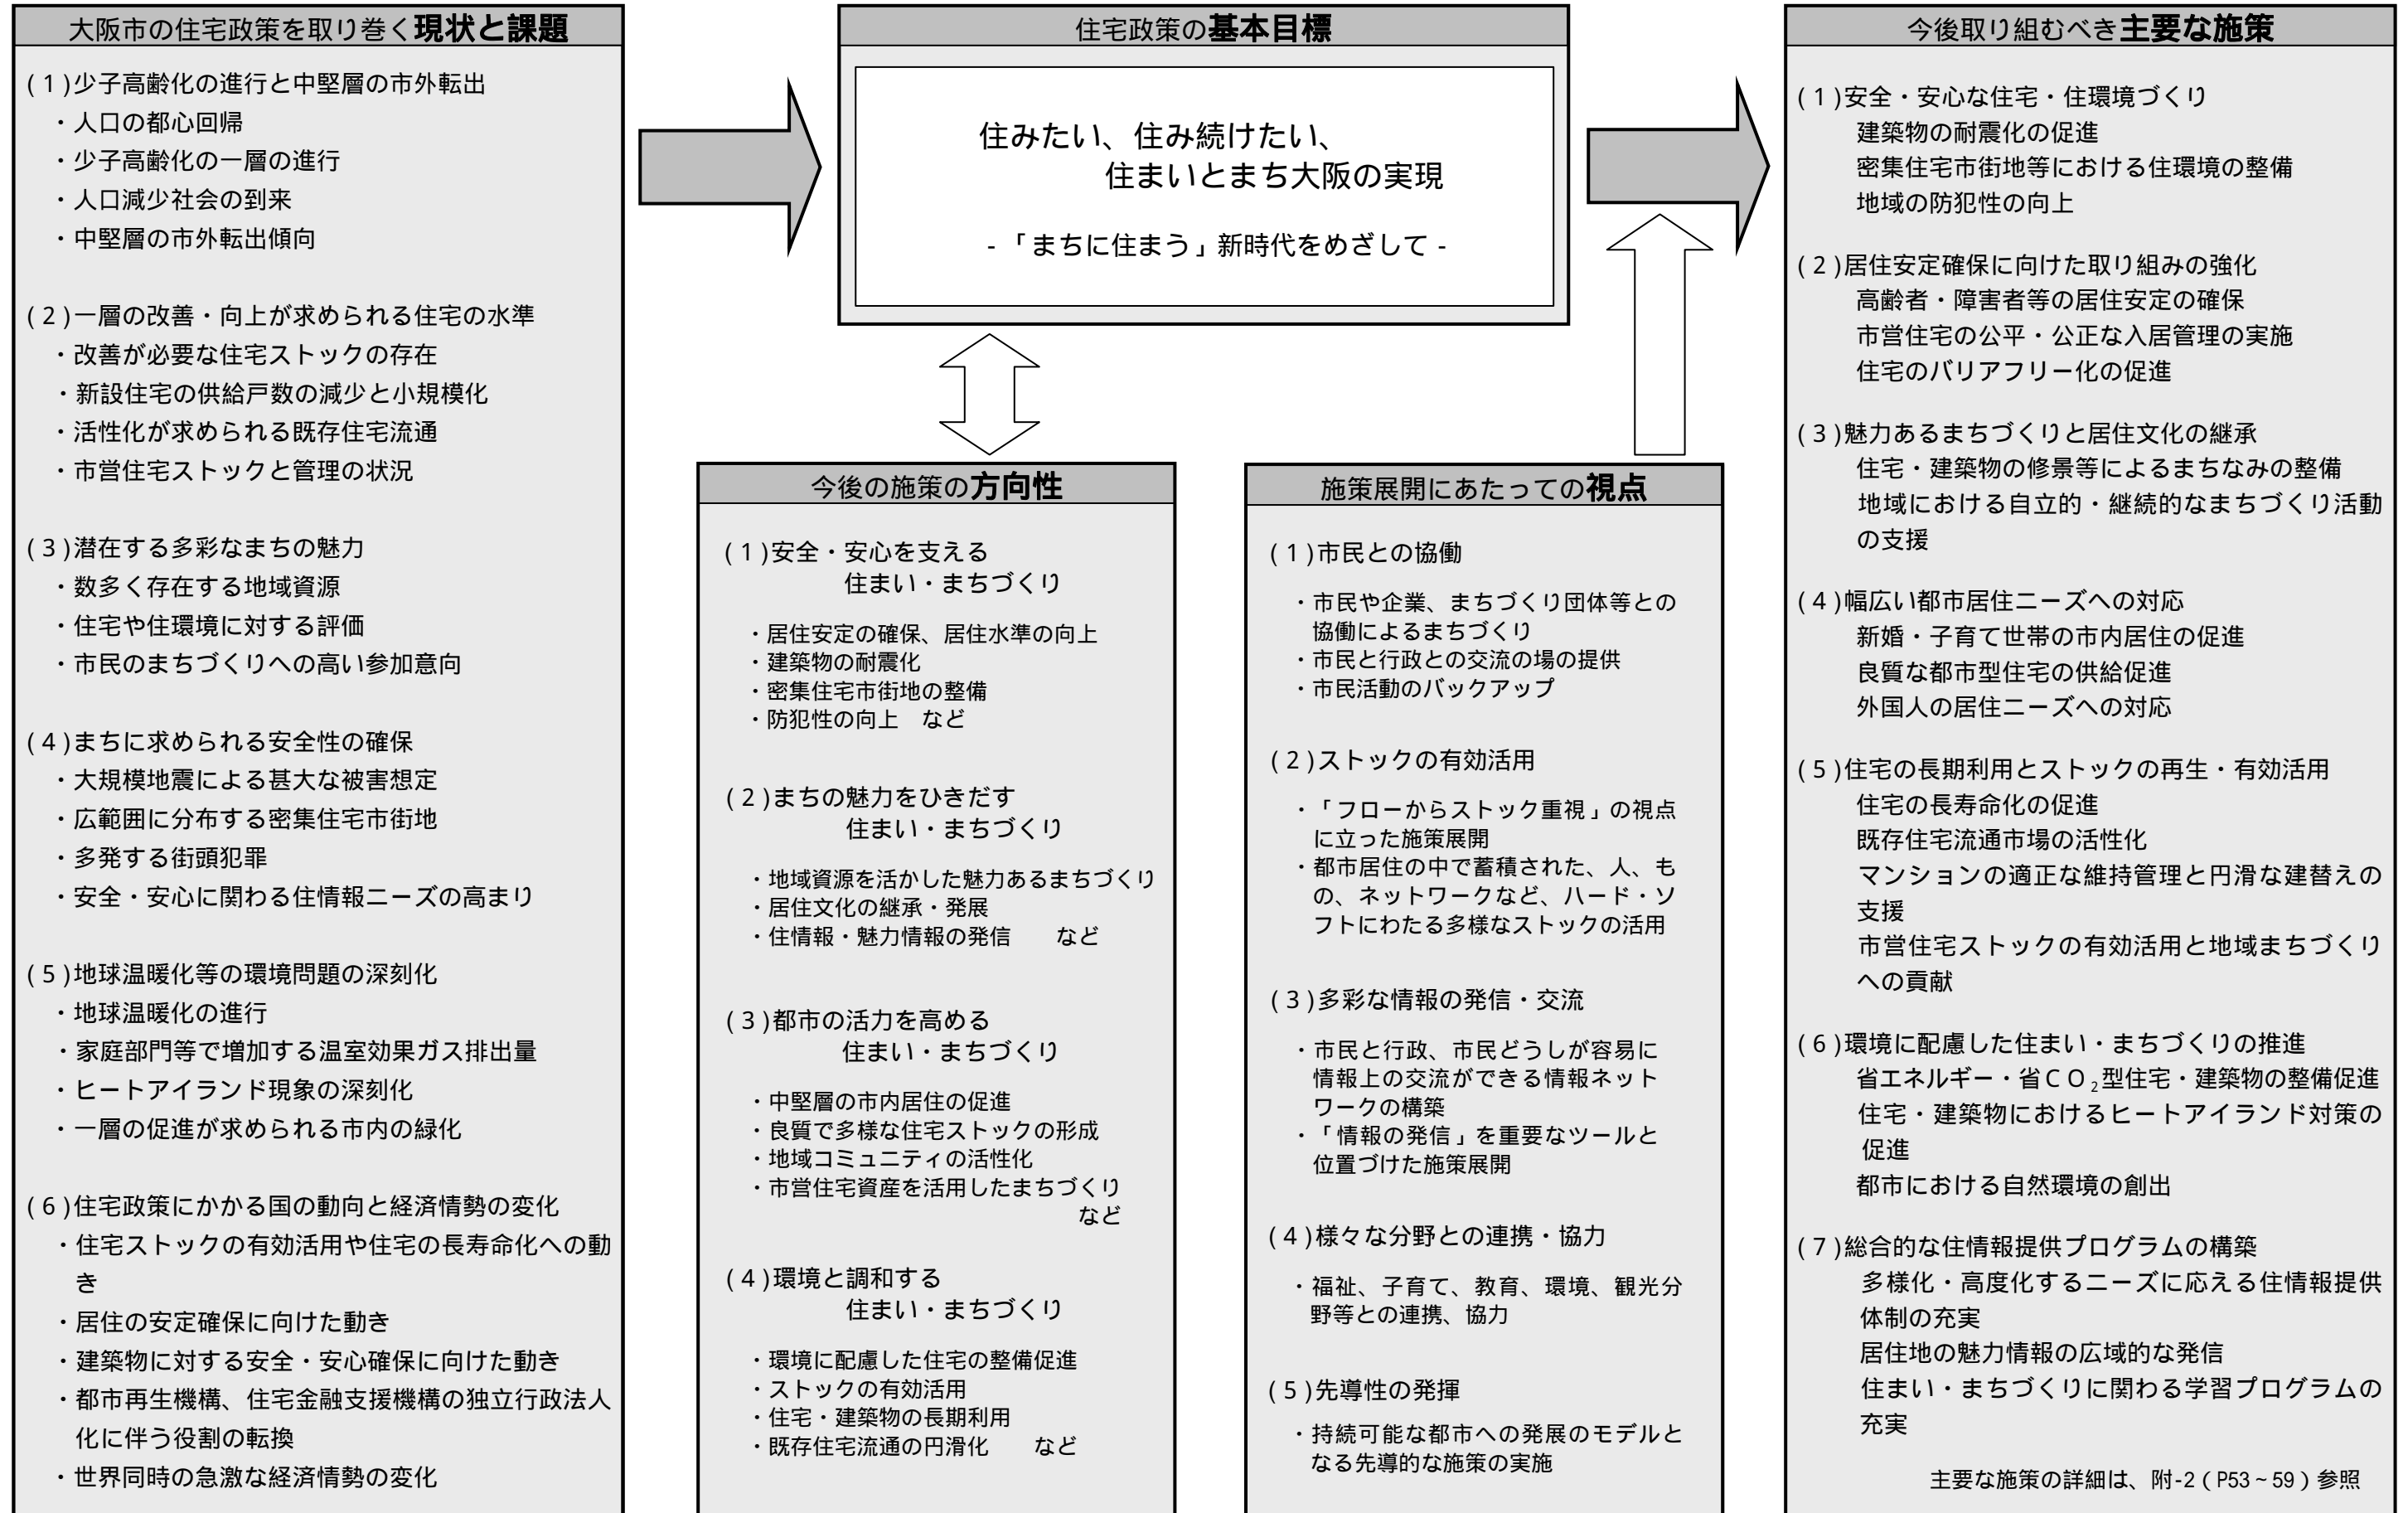 大阪市の住宅政策を取り巻く現状と課題
(１)少子高齢化の進行と中堅層の市外転出
・人口の都心回帰
・少子高齢化の一層の進行
・人口減少社会の到来
・中堅層の市外転出傾向
(２)一層の改善・向上が求められる住宅の水準
・改善が必要な住宅ストックの存在
・新設住宅の供給戸数の減少と小規模化
・活性化が求められる既存住宅流通
・市営住宅ストックと管理の状況
(３)潜在する多彩なまちの魅力
・数多く存在する地域資源
・住宅や住環境に対する評価
・市民のまちづくりへの高い参加意向
(４)まちに求められる安全性の確保
・大規模地震による甚大な被害想定
・広範囲に分布する密集住宅市街地
・多発する街頭犯罪
・安全・安心に関わる住情報ニーズの高まり
(５)地球温暖化等の環境問題の深刻化
・地球温暖化の進行
・家庭部門等で増加する温室効果ガス排出量
・ヒートアイランド現象の深刻化
・一層の促進が求められる市内の緑化
(６)住宅政策にかかる国の動向と経済情勢の変化
・住宅ストックの有効活用や住宅の長寿命化への動
き
・居住の安定確保に向けた動き
・建築物に対する安全・安心確保に向けた動き
・都市再生機構、住宅金融支援機構の独立行政法人
化に伴う役割の転換
・世界同時の急激な経済情勢の変化
住宅政策の基本目標
住みたい、住み続けたい、
住まいとまち大阪の実現
-「まちに住まう」新時代をめざして-
今後の施策の方向性
(１)安全・安心を支える
住まい・まちづくり
・居住安定の確保、居住水準の向上
・建築物の耐震化
・密集住宅市街地の整備
・防犯性の向上　など
(２)まちの魅力をひきだす
住まい・まちづくり
・地域資源を活かした魅力あるまちづくり
・居住文化の継承・発展
・住情報・魅力情報の発信　　など
(３)都市の活力を高める
住まい・まちづくり
・中堅層の市内居住の促進
・良質で多様な住宅ストックの形成
・地域コミュニティの活性化
・市営住宅資産を活用したまちづくり
など
(４)環境と調和する
住まい・まちづくり
・環境に配慮した住宅の整備促進
・ストックの有効活用
・住宅・建築物の長期利用
・既存住宅流通の円滑化　　など
施策展開にあたっての視点
(１)市民との協働
・市民や企業、まちづくり団体等との
協働によるまちづくり
・市民と行政との交流の場の提供
・市民活動のバックアップ
(２)ストックの有効活用
・「フローからストック重視」の視点
に立った施策展開
・都市居住の中で蓄積された、人、も
の、ネットワークなど、ハード・ソ
フトにわたる多様なストックの活用
(３)多彩な情報の発信・交流
・市民と行政、市民どうしが容易に
情報上の交流ができる情報ネット
ワークの構築
・「情報の発信」を重要なツールと
位置づけた施策展開
(４)様々な分野との連携・協力
・福祉、子育て、教育、環境、観光分
野等との連携、協力
(５)先導性の発揮
・持続可能な都市への発展のモデルと
なる先導的な施策の実施
今後取り組むべき主要な施策
(１)安全・安心な住宅・住環境づくり
建築物の耐震化の促進
密集住宅市街地等における住環境の整備
地域の防犯性の向上
(２)居住安定確保に向けた取り組みの強化
高齢者・障害者等の居住安定の確保
市営住宅の公平・公正な入居管理の実施
住宅のバリアフリー化の促進
(３)魅力あるまちづくりと居住文化の継承
住宅・建築物の修景等によるまちなみの整備
地域における自立的・継続的なまちづくり活動
の支援
(４)幅広い都市居住ニーズへの対応
新婚・子育て世帯の市内居住の促進
良質な都市型住宅の供給促進
外国人の居住ニーズへの対応
(５)住宅の長期利用とストックの再生・有効活用
住宅の長寿命化の促進
既存住宅流通市場の活性化
マンションの適正な維持管理と円滑な建替えの
支援
市営住宅ストックの有効活用と地域まちづくり
への貢献
(６)環境に配慮した住まい・まちづくりの推進
省エネルギー・省ＣＯ₂型住宅・建築物の整備促進
住宅・建築物におけるヒートアイランド対策の
促進
都市における自然環境の創出
(７)総合的な住情報提供プログラムの構築
多様化・高度化するニーズに応える住情報提供
体制の充実
居住地の魅力情報の広域的な発信
住まい・まちづくりに関わる学習プログラムの
充実
主要な施策の詳細は、附-2（P53～59）参照